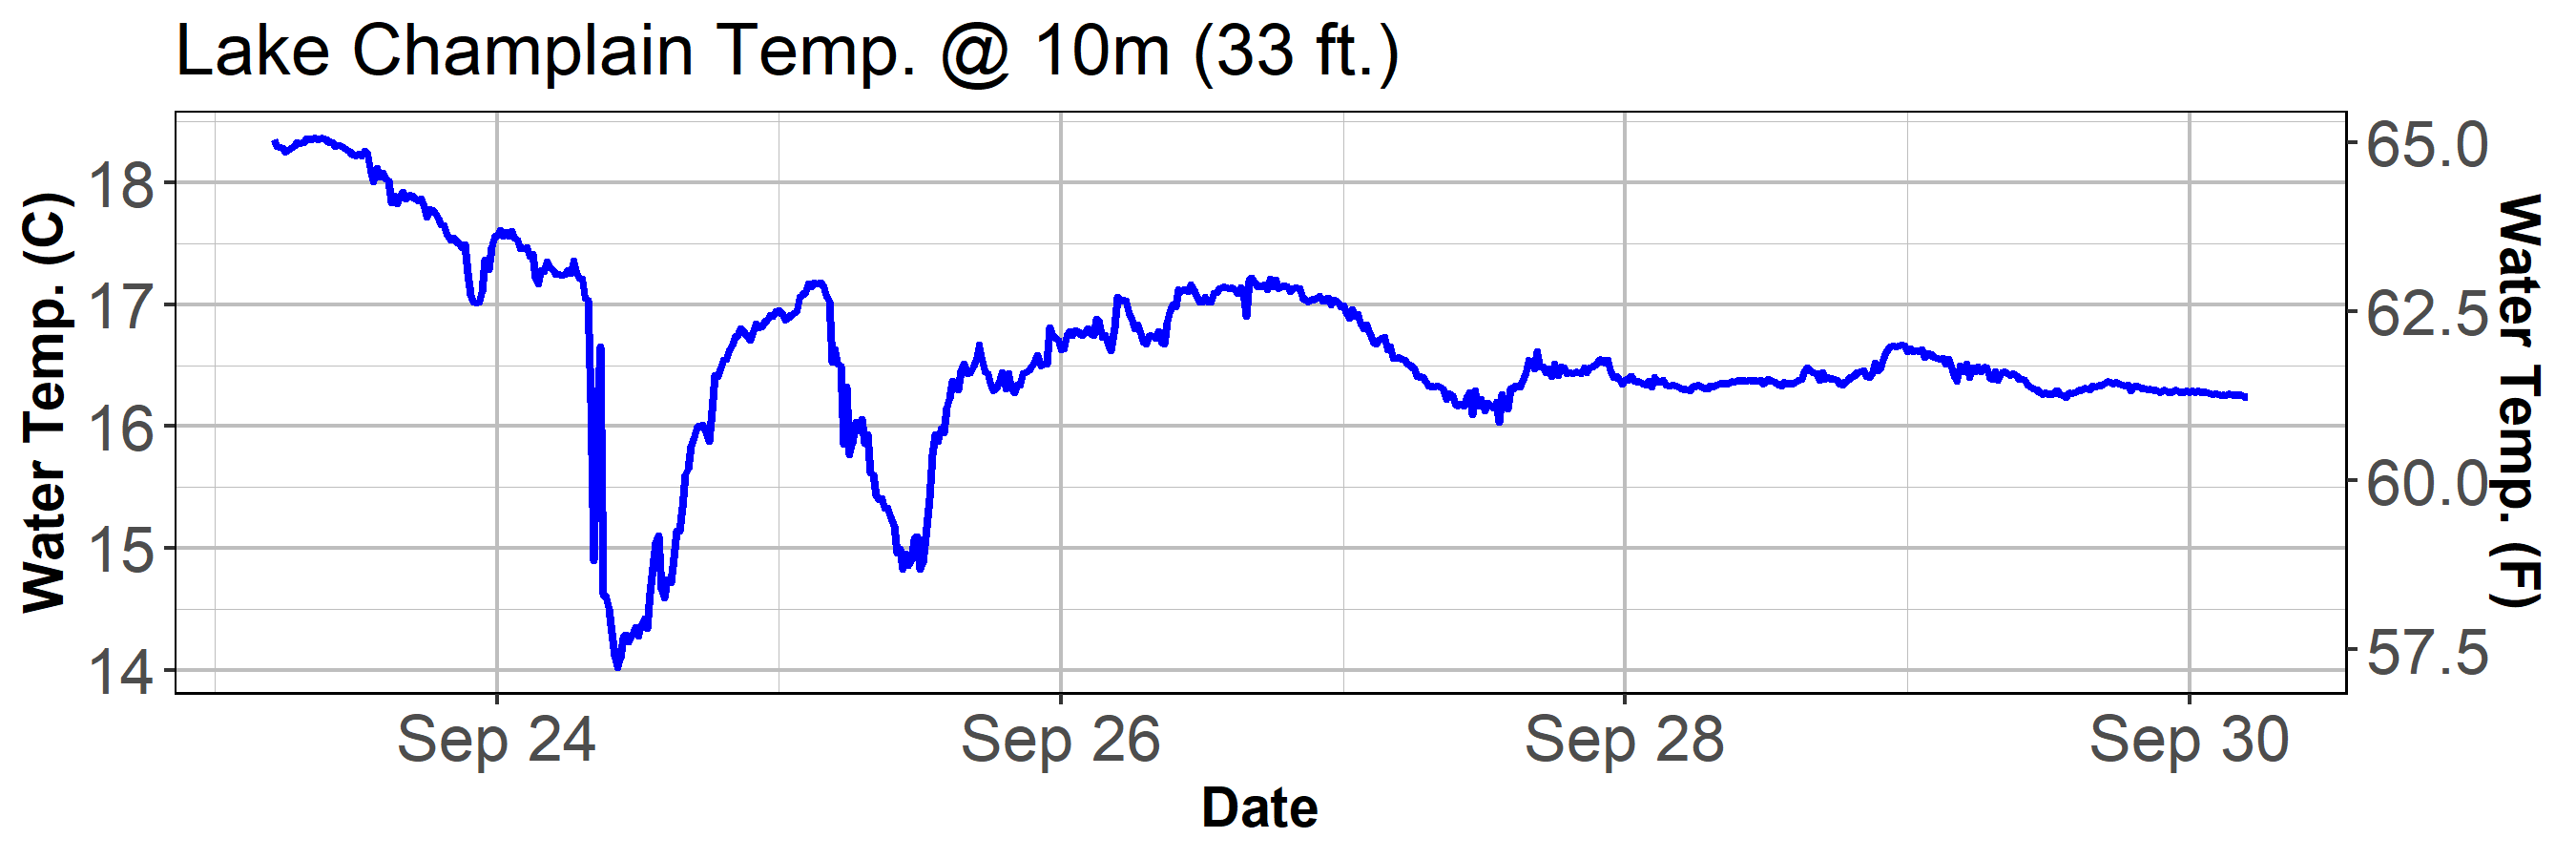 Lake Champlain Temp. @ 10m (33 ft.)
Water Temp. (C)
18
17
16
15
14
65.0
62.5
60.0
57.5
Water Temp. (F)
Sep 24
Sep 26
Sep 28
Sep 30
Date